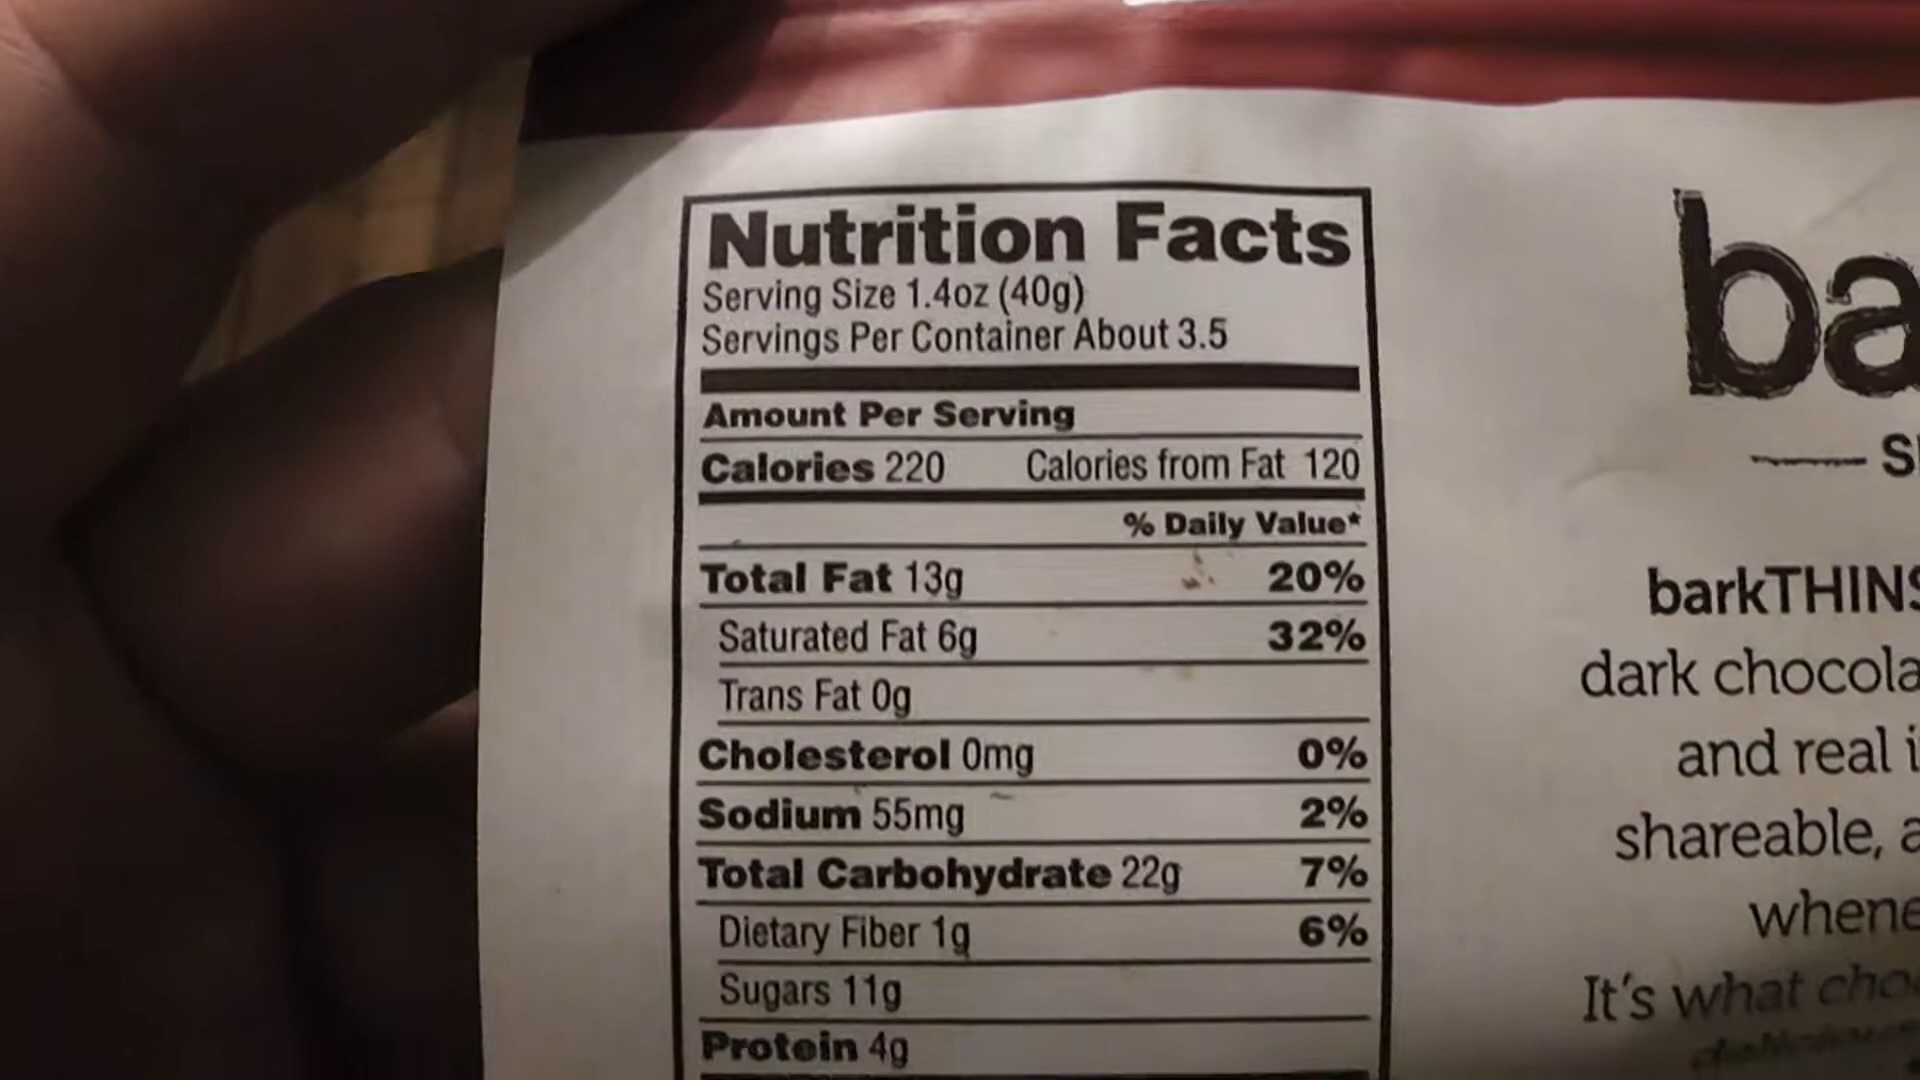 Nutrition Facts
Serving Size 1.4oz (40g)
Servings Per Container About 3.5
Amount Per Serving
Calories 220 Calories from Fat 120
% Daily Value*
Total Fat 13g 20%
Saturated Fat 6g 32%
Trans Fat 0g
Cholesterol 0mg 0%
Sodium 55mg 2%
Total Carbohydrate 22g 7%
Dietary Fiber 1g 6%
Sugars 11g
Protein 4g
ba
barkTHINS
dark chocola
and real i
shareable, a
whene
It's what cho